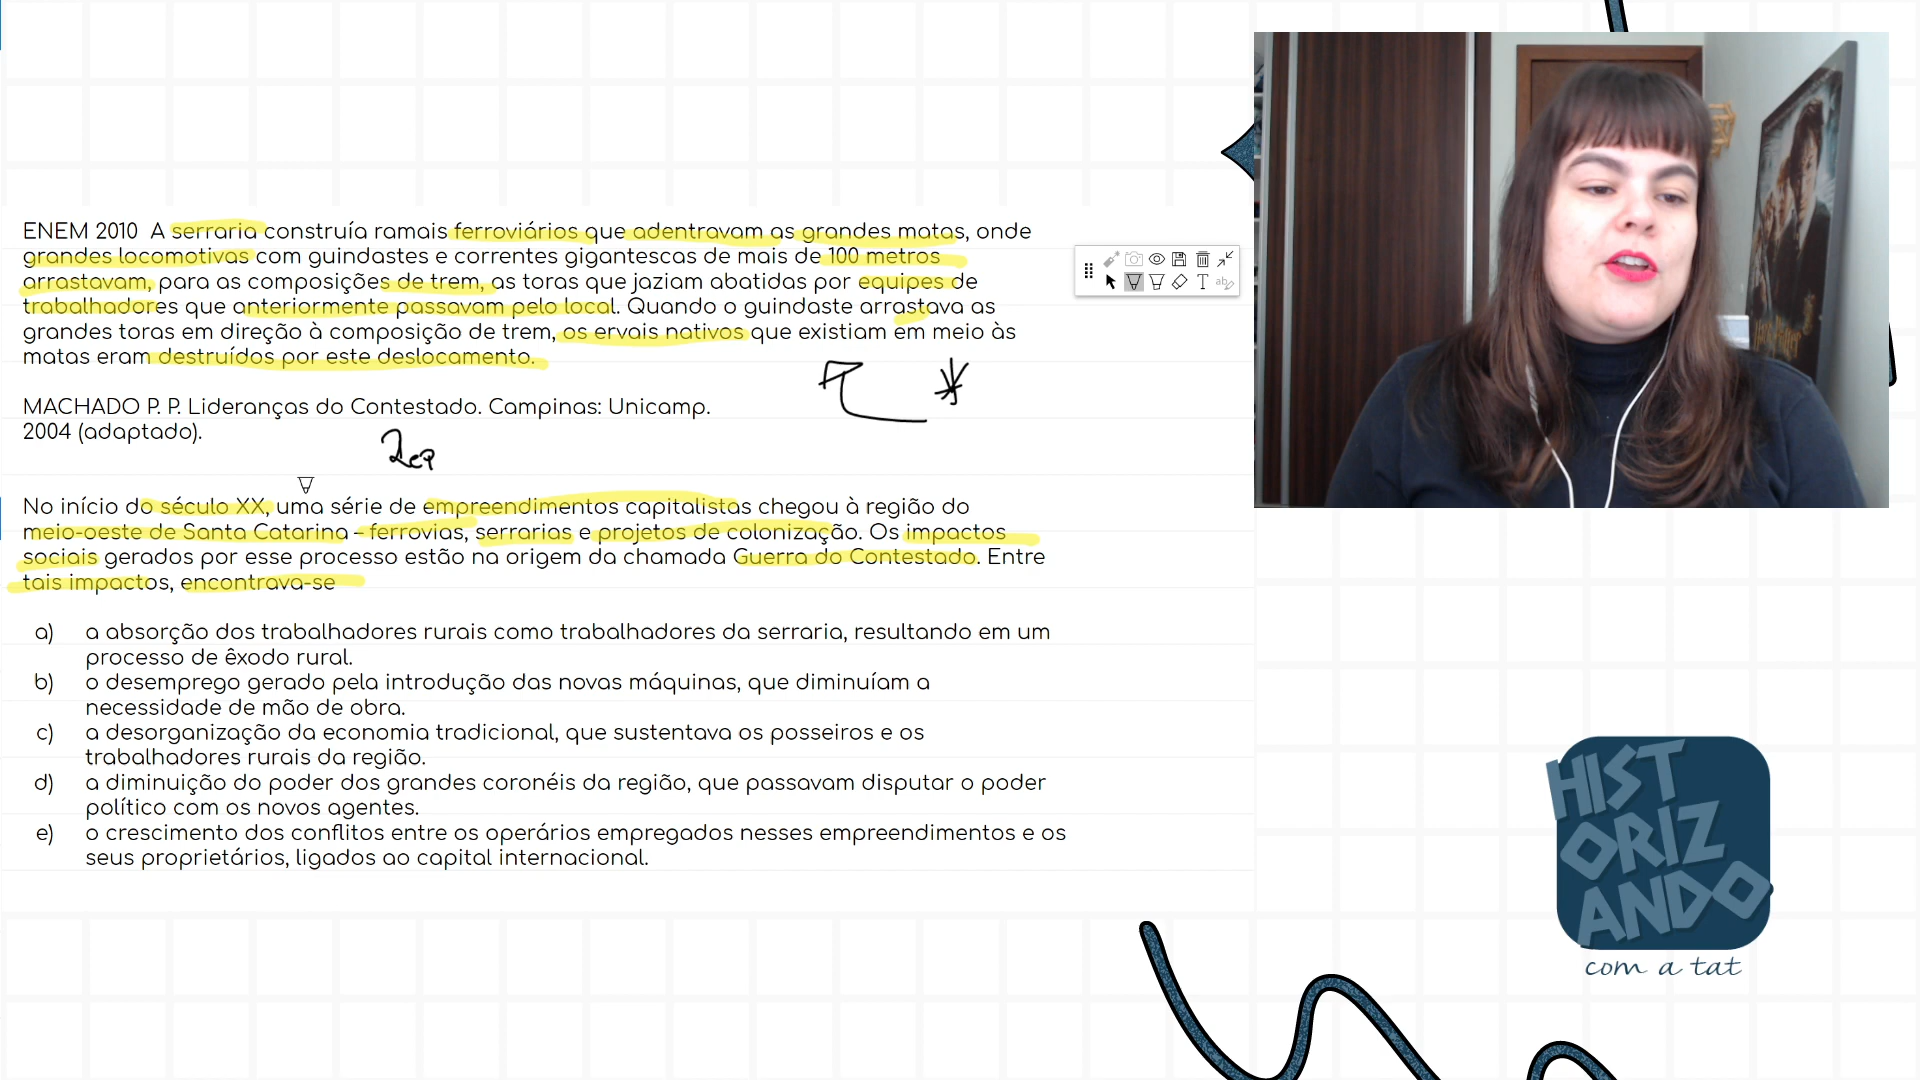 ENEM 2010 A serraria construía ramais ferroviários que adentravam as grandes matas, onde
grandes locomotivas com guindastes e correntes gigantescas de mais de 100 metros
arrastavam, para as composições de trem, as toras que jaziam abatidas por equipes de
trabalhadores que anteriormente passavam pelo local. Quando o guindaste arrastava as
grandes toras em direção à composição de trem, os ervais nativos que existiam em meio às
matas eram destruídos por este deslocamento.
MACHADO P. P. Lideranças do Contestado. Campinas: Unicamp.
2004 (adaptado).
No início do século XX, uma série de empreendimentos capitalistas chegou à região do
meio-oeste de Santa Catarina – ferrovias, serrarias e projetos de colonização. Os impactos
sociais gerados por esse processo estão na origem da chamada Guerra do Contestado. Entre
tais impactos, encontrava-se
a) a absorção dos trabalhadores rurais como trabalhadores da serraria, resultando em um
processo de êxodo rural.
b) o desemprego gerado pela introdução das novas máquinas, que diminuíam a
necessidade de mão de obra.
c) a desorganização da economia tradicional, que sustentava os posseiros e os
trabalhadores rurais da região.
d) a diminuição do poder dos grandes coronéis da região, que passavam disputar o poder
político com os novos agentes.
e) o crescimento dos conflitos entre os operários empregados nesses empreendimentos e os
seus proprietários, ligados ao capital internacional.
HIST
ORIZ
ANDO
com a tat